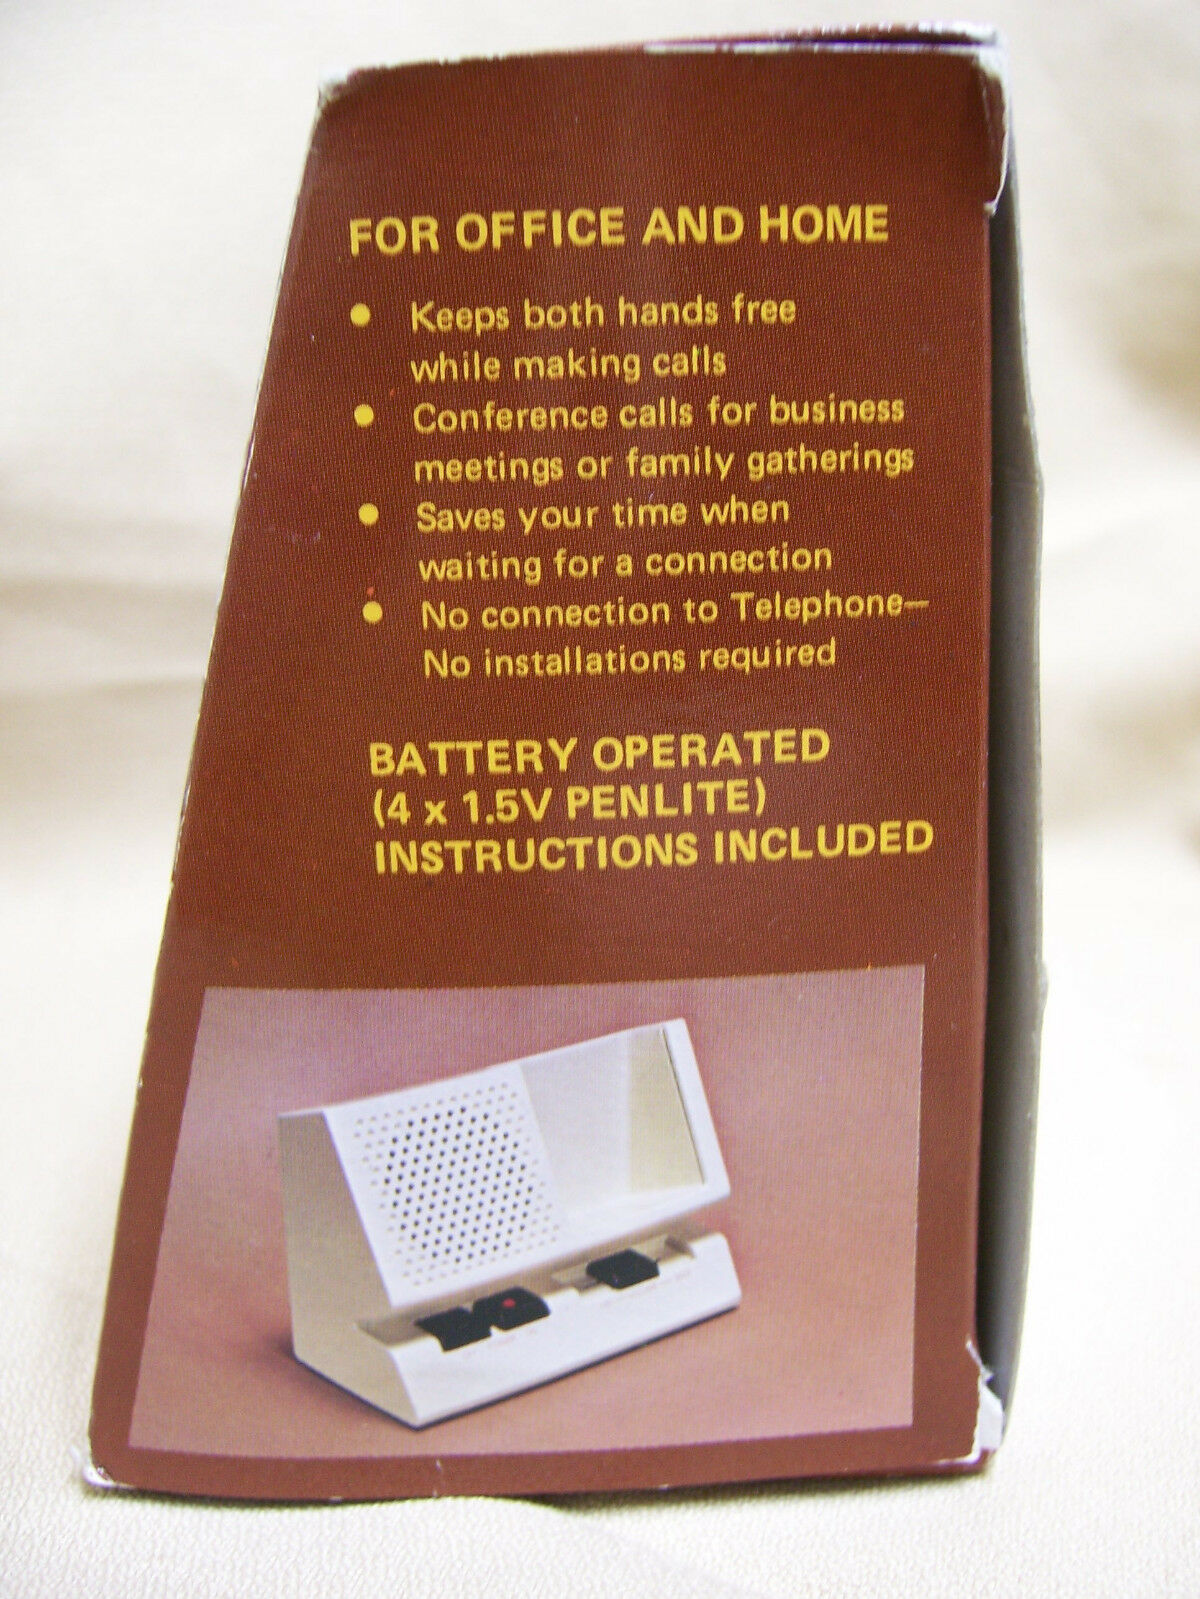 FOR OFFICE AND HOME
● Keeps both hands free
while making calls
● Conference calls for business
meetings or family gatherings
● Saves your time when
waiting for a connection
● No connection to Telephone—
No installations required
BATTERY OPERATED
(4 x 1.5V PENLITE)
INSTRUCTIONS INCLUDED